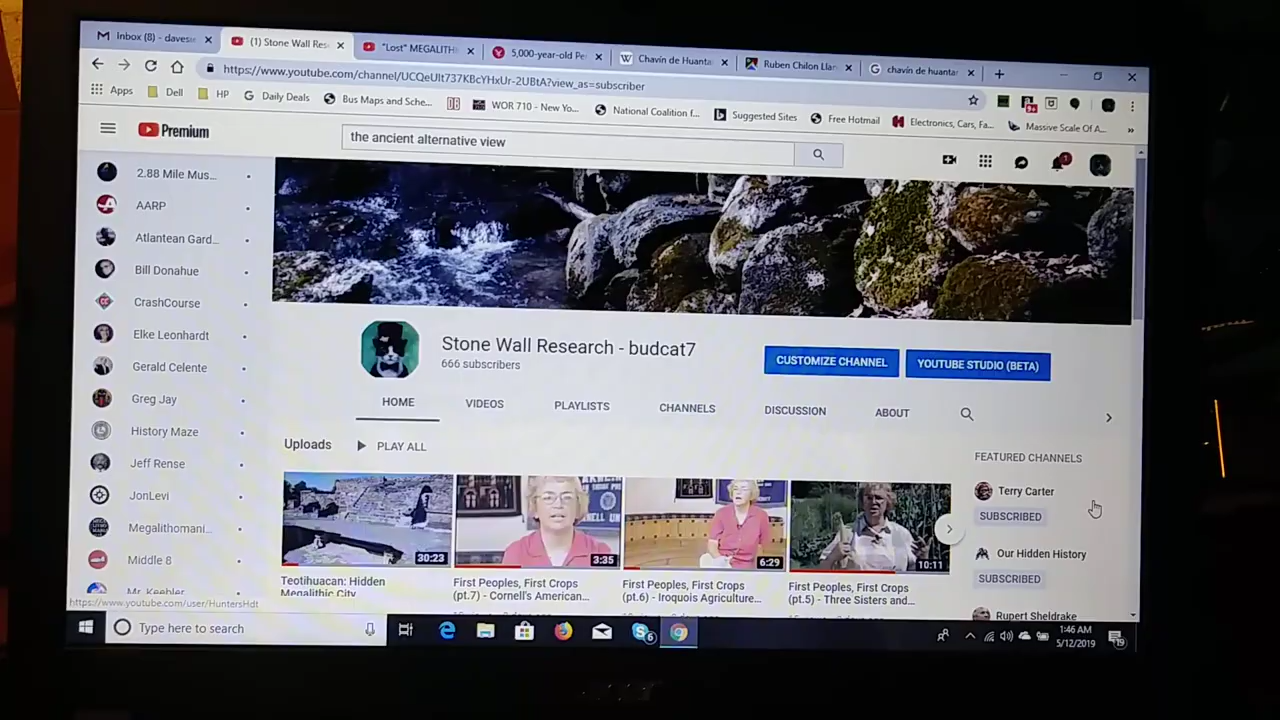 Inbox (8) - davesi
(1) Stone Wall Res
"Lost" MEGALITH
5,000-year-old Pe
Chavín de Huanta
Ruben Chilon Llan
chavín de huantar
https://www.youtube.com/channel/UCQeUlt737KBcYHxUr-2UBtA?view_as=subscriber
Apps
Dell
HP
Daily Deals
Bus Maps and Sche...
WOR 710 - New Yo...
National Coalition f...
Suggested Sites
Free Hotmail
Electronics, Cars, Fa...
Massive Scale Of A...
Premium
the ancient alternative view
9+
1
2.88 Mile Mus...
AARP
Atlantean Gard...
Bill Donahue
CrashCourse
Elke Leonhardt
Gerald Celente
Greg Jay
History Maze
Jeff Rense
JonLevi
Megalithomani...
Middle 8
Mr. Keebler
https://www.youtube.com/user/HuntersHdt
Stone Wall Research - budcat7
666 subscribers
CUSTOMIZE CHANNEL
YOUTUBE STUDIO (BETA)
HOME
VIDEOS
PLAYLISTS
CHANNELS
DISCUSSION
ABOUT
Uploads
PLAY ALL
30:23
3:35
6:29
10:11
Teotihuacan: Hidden
Megalithic City
First Peoples, First Crops
(pt.7) - Cornell's American...
First Peoples, First Crops
(pt.6) - Iroquois Agriculture...
First Peoples, First Crops
(pt.5) - Three Sisters and...
FEATURED CHANNELS
Terry Carter
SUBSCRIBED
Our Hidden History
SUBSCRIBED
Rupert Sheldrake
Type here to search
6
1:46 AM
5/12/2019
19